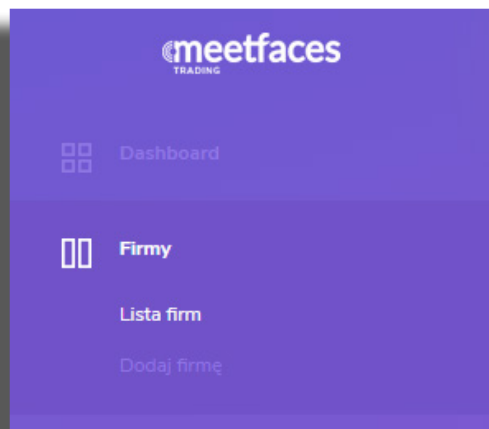 meetfaces
TRADING
Dashboard
Firmy
Lista firm
Dodaj firmę